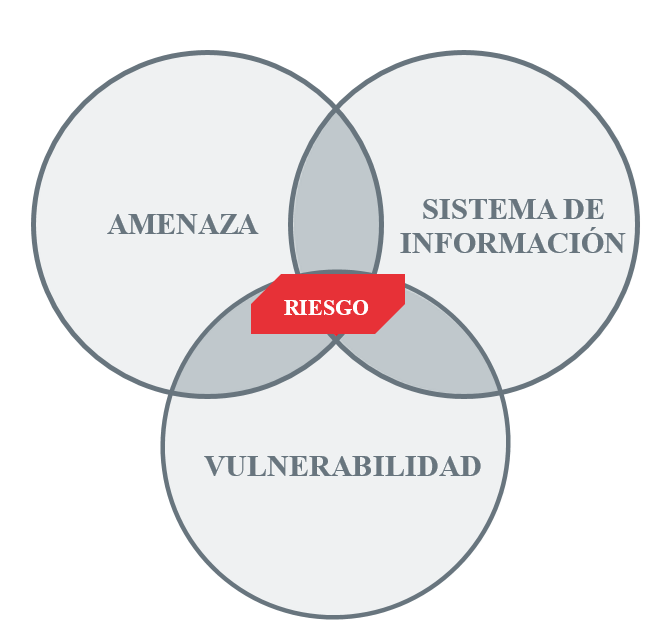 AMENAZA
SISTEMA DE
INFORMACIÓN
RIESGO
VULNERABILIDAD